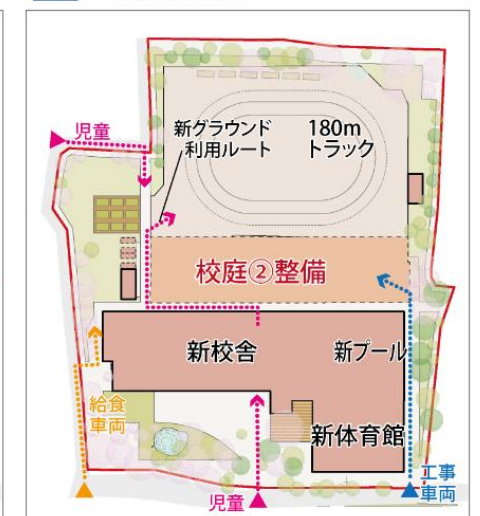 児童
新グラウンド
利用ルート
180m
トラック
校庭②整備
新校舎
新プール
給食
車両
新体育館
工事
車両
児童